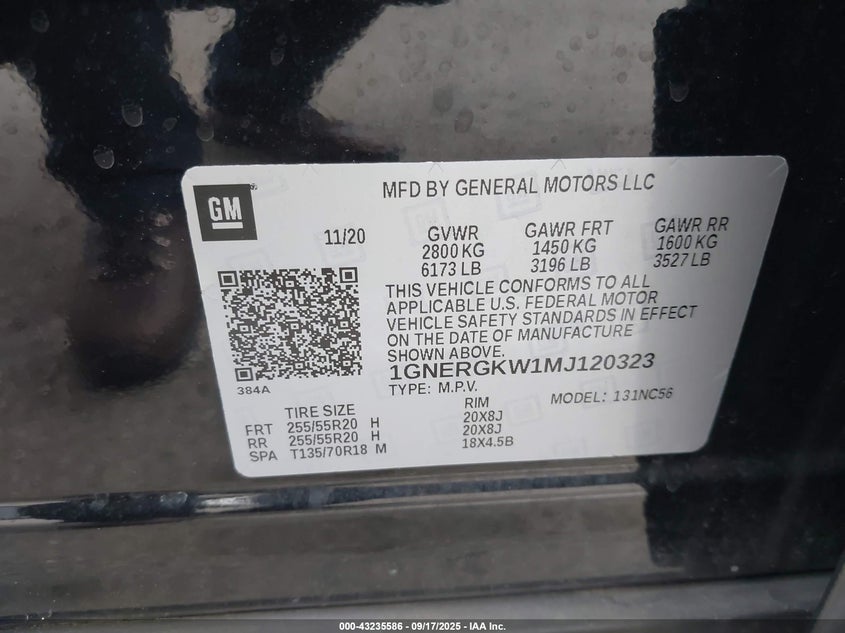 GM
MFD BY GENERAL MOTORS LLC
11/20
GVWR
2800 KG
6173 LB
GAWR FRT
1450 KG
3196 LB
GAWR RR
1600 KG
3527 LB
THIS VEHICLE CONFORMS TO ALL
APPLICABLE U.S. FEDERAL MOTOR
VEHICLE SAFETY STANDARDS IN EFFECT
ON THE DATE OF MANUFACTURE
SHOWN ABOVE.
1GNERGKW1MJ120323
TYPE: M.P.V.
MODEL: 131NC56
384A
TIRE SIZE
RIM
FRT 255/55R20 H 20X8J
RR 255/55R20 H 20X8J
SPA T135/70R18 M 18X4.5B
000-43235586 - 09/17/2025 - IAA Inc.